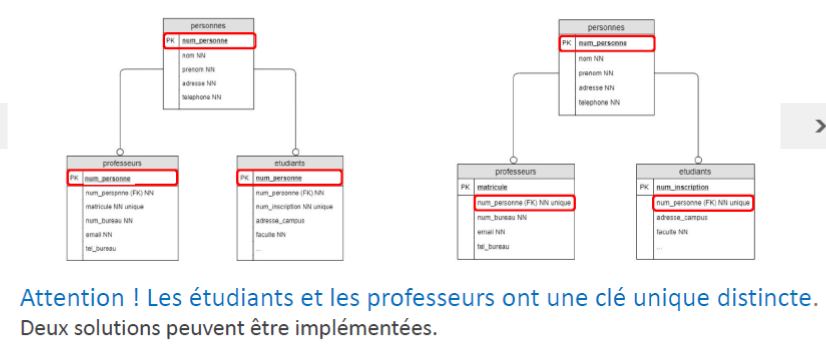 personnes
PK num_personne
nom NN
prenom NN
adresse NN
telephone NN
professeurs
PK num_personne
num_personne (FK) NN
matricule NN unique
num_bureau NN
email NN
tel_bureau
etudiants
PK num_personne
num_personne (FK) NN
num_inscription NN unique
adresse_campus
faculte NN
...
personnes
PK num_personne
nom NN
prenom NN
adresse NN
telephone NN
professeurs
PK matricule
num_personne (FK) NN unique
num_bureau NN
email NN
tel_bureau
etudiants
PK num_inscription
num_personne (FK) NN unique
adresse_campus
faculte NN
...
Attention ! Les étudiants et les professeurs ont une clé unique distincte.
Deux solutions peuvent être implémentées.